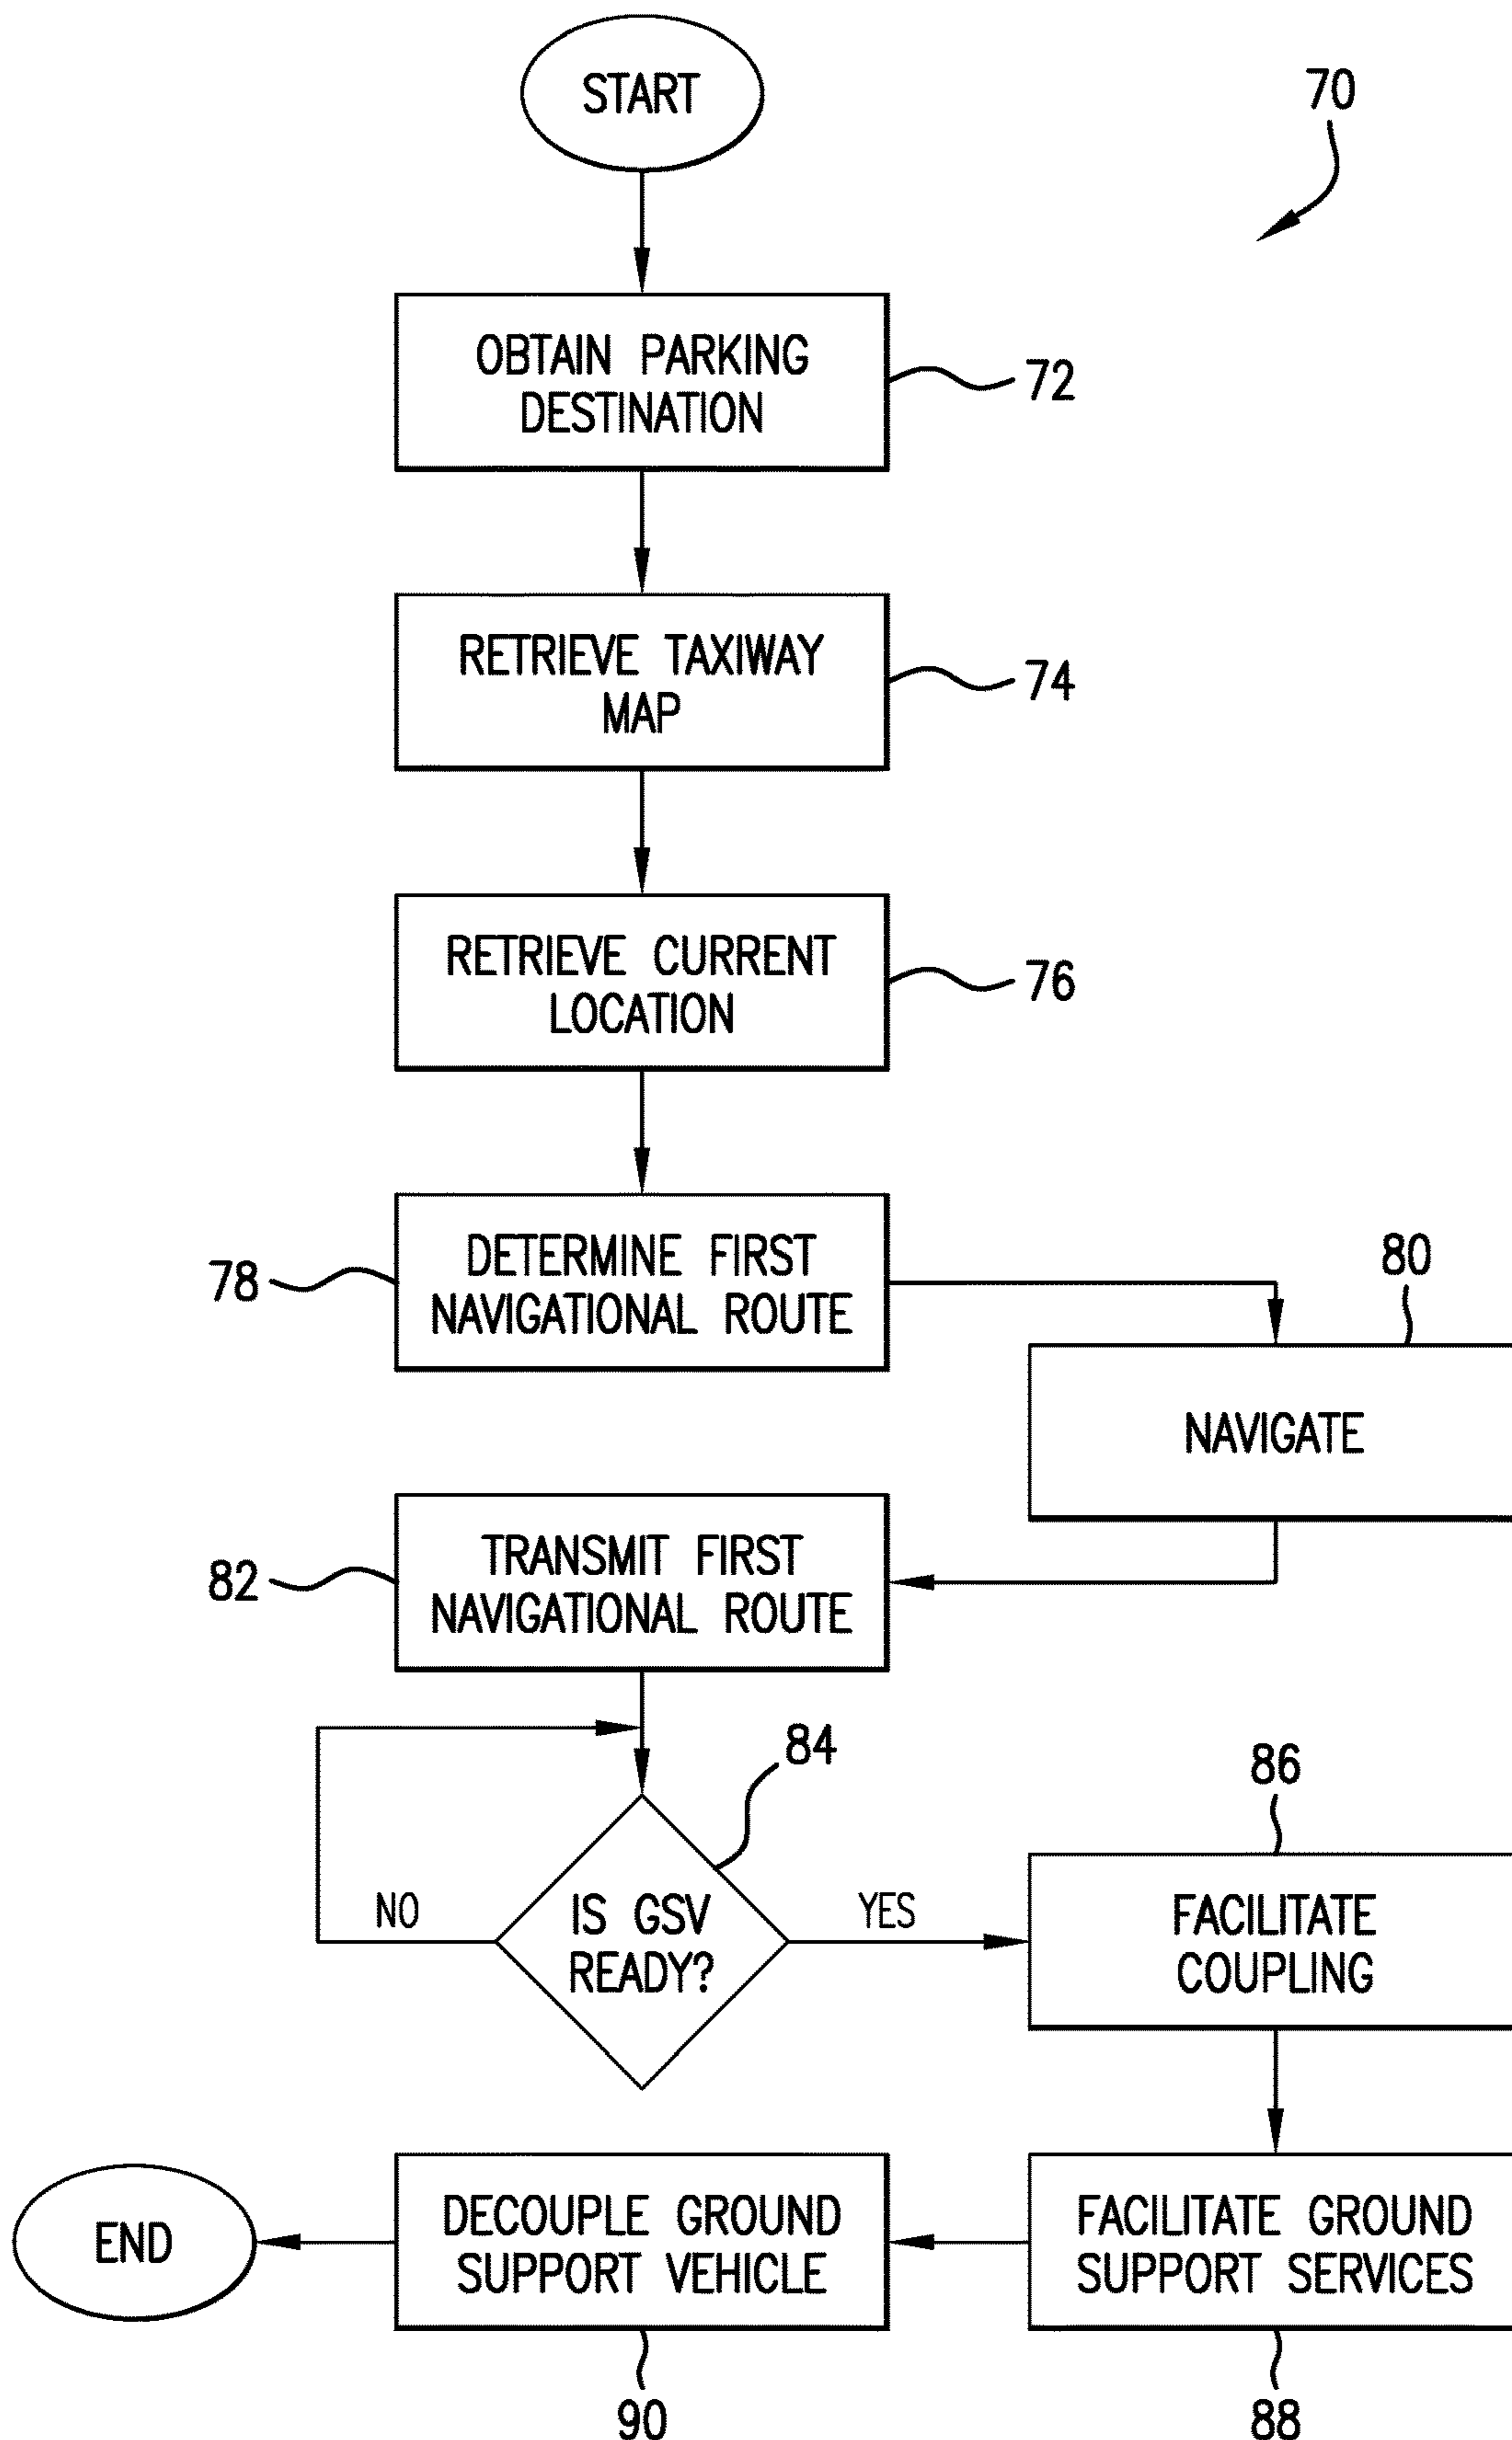 START
70
OBTAIN PARKING
DESTINATION
72
RETRIEVE TAXIWAY
MAP
74
RETRIEVE CURRENT
LOCATION
76
78
DETERMINE FIRST
NAVIGATIONAL ROUTE
80
NAVIGATE
82
TRANSMIT FIRST
NAVIGATIONAL ROUTE
84
NO
IS GSV
READY?
YES
86
FACILITATE
COUPLING
END
DECOUPLE GROUND
SUPPORT VEHICLE
90
FACILITATE GROUND
SUPPORT SERVICES
88